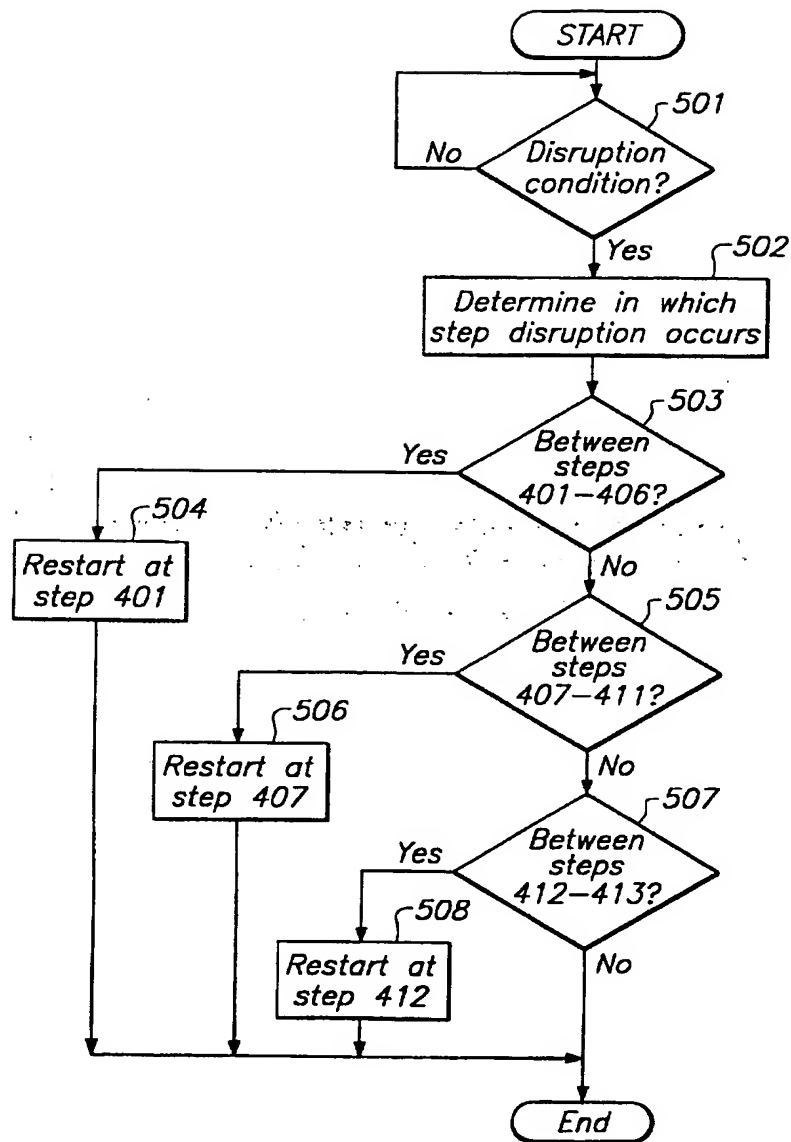 START
501
Disruption
condition?
No
Yes
502
Determine in which
step disruption occurs
503
Between
steps
401–406?
Yes
504
Restart at
step 401
No
505
Between
steps
407–411?
Yes
506
Restart at
step 407
No
507
Between
steps
412–413?
Yes
508
Restart at
step 412
No
End